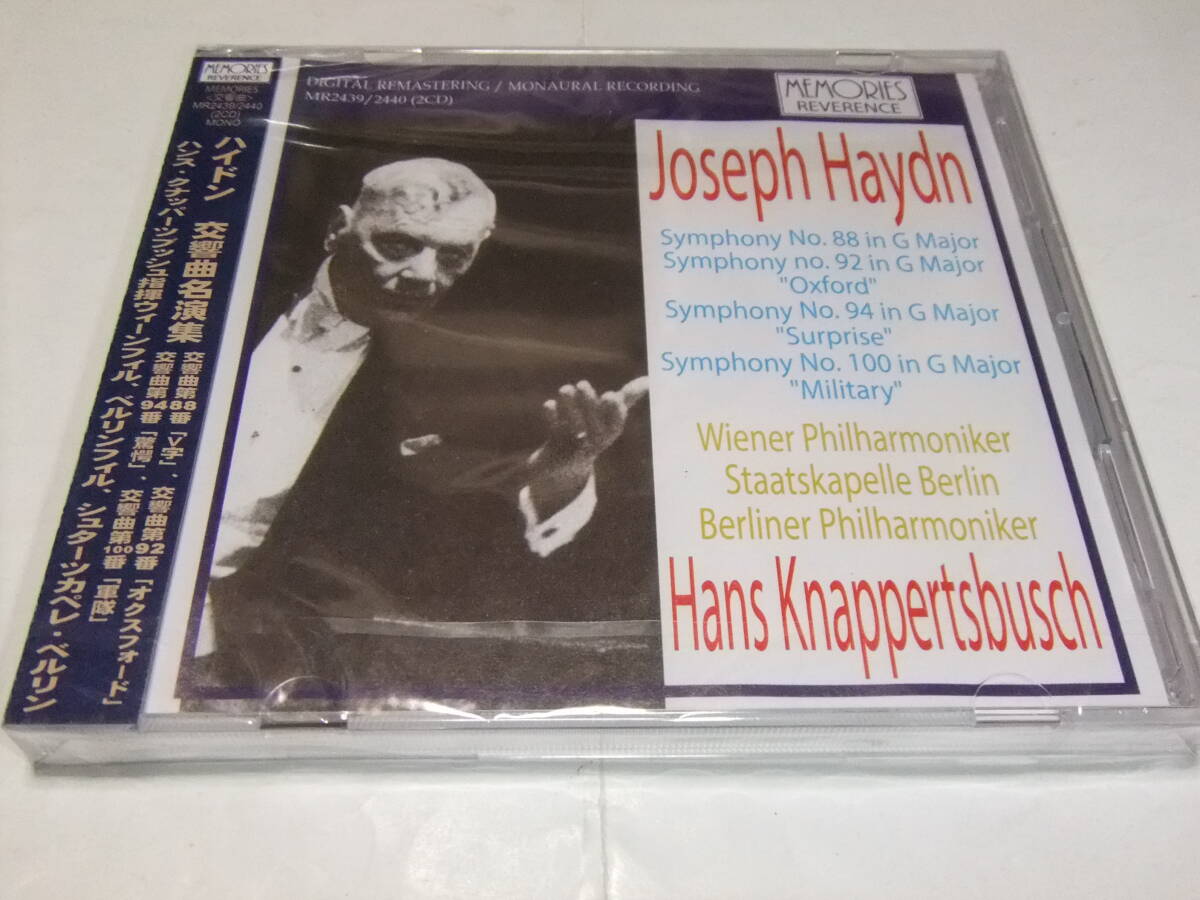 MEMORIES
REVERENCE
MEMORIES
<交響曲>
MR2439/2440
(2CD)
MONO
ハイドン 交響曲名演集
交響曲第88番「V字」、交響曲第92番「オクスフォード」
交響曲第94番「驚愕」、交響曲第100番「軍隊」
ハンス・クナッパーツブッシュ指揮ウィーンフィル、ベルリンフィル、シュターツカペレ・ベルリン
DIGITAL REMASTERING / MONAURAL RECORDING
MR2439/2440 (2CD)
MEMORIES
REVERENCE
Joseph Haydn
Symphony No. 88 in G Major
Symphony no. 92 in G Major
"Oxford"
Symphony No. 94 in G Major
"Surprise"
Symphony No. 100 in G Major
"Military"
Wiener Philharmoniker
Staatskapelle Berlin
Berliner Philharmoniker
Hans Knappertsbusch